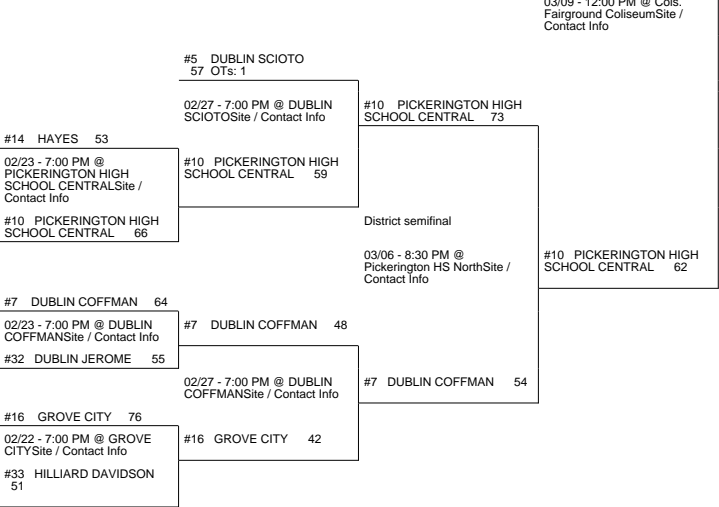 03/09 - 12:00 PM @ Cols.
Fairground ColiseumSite /
Contact Info
#5 DUBLIN SCIOTO
57 OTs: 1
02/27 - 7:00 PM @ DUBLIN
SCIOTOSite / Contact Info
#10 PICKERINGTON HIGH
SCHOOL CENTRAL 73
#14 HAYES 53
02/23 - 7:00 PM @
PICKERINGTON HIGH
SCHOOL CENTRALSite /
Contact Info
#10 PICKERINGTON HIGH
SCHOOL CENTRAL 59
#10 PICKERINGTON HIGH
SCHOOL CENTRAL 66
District semifinal
03/06 - 8:30 PM @
Pickerington HS NorthSite /
Contact Info
#10 PICKERINGTON HIGH
SCHOOL CENTRAL 62
#7 DUBLIN COFFMAN 64
02/23 - 7:00 PM @ DUBLIN
COFFMANSite / Contact Info
#7 DUBLIN COFFMAN 48
#32 DUBLIN JEROME 55
02/27 - 7:00 PM @ DUBLIN
COFFMANSite / Contact Info
#7 DUBLIN COFFMAN 54
#16 GROVE CITY 76
02/22 - 7:00 PM @ GROVE
CITYSite / Contact Info
#16 GROVE CITY 42
#33 HILLIARD DAVIDSON
51